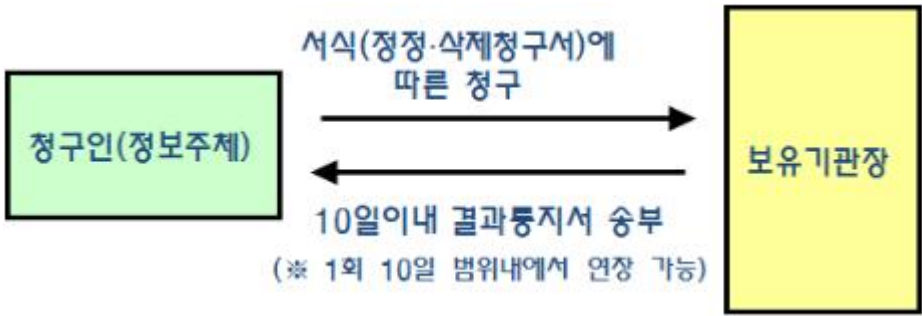 서식(정정·삭제청구서)에
따른 청구
청구인(정보주체)
보유기관장
10일이내 결과통지서 송부
(※ 1회 10일 범위내에서 연장 가능)